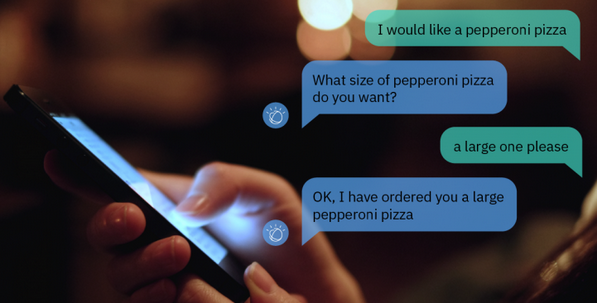 I would like a pepperoni pizza
What size of pepperoni pizza
do you want?
a large one please
OK, I have ordered you a large
pepperoni pizza